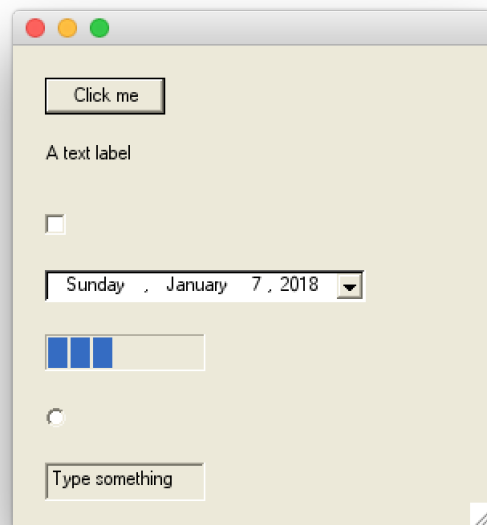 Click me
A text label
Sunday , January 7 , 2018
Type something